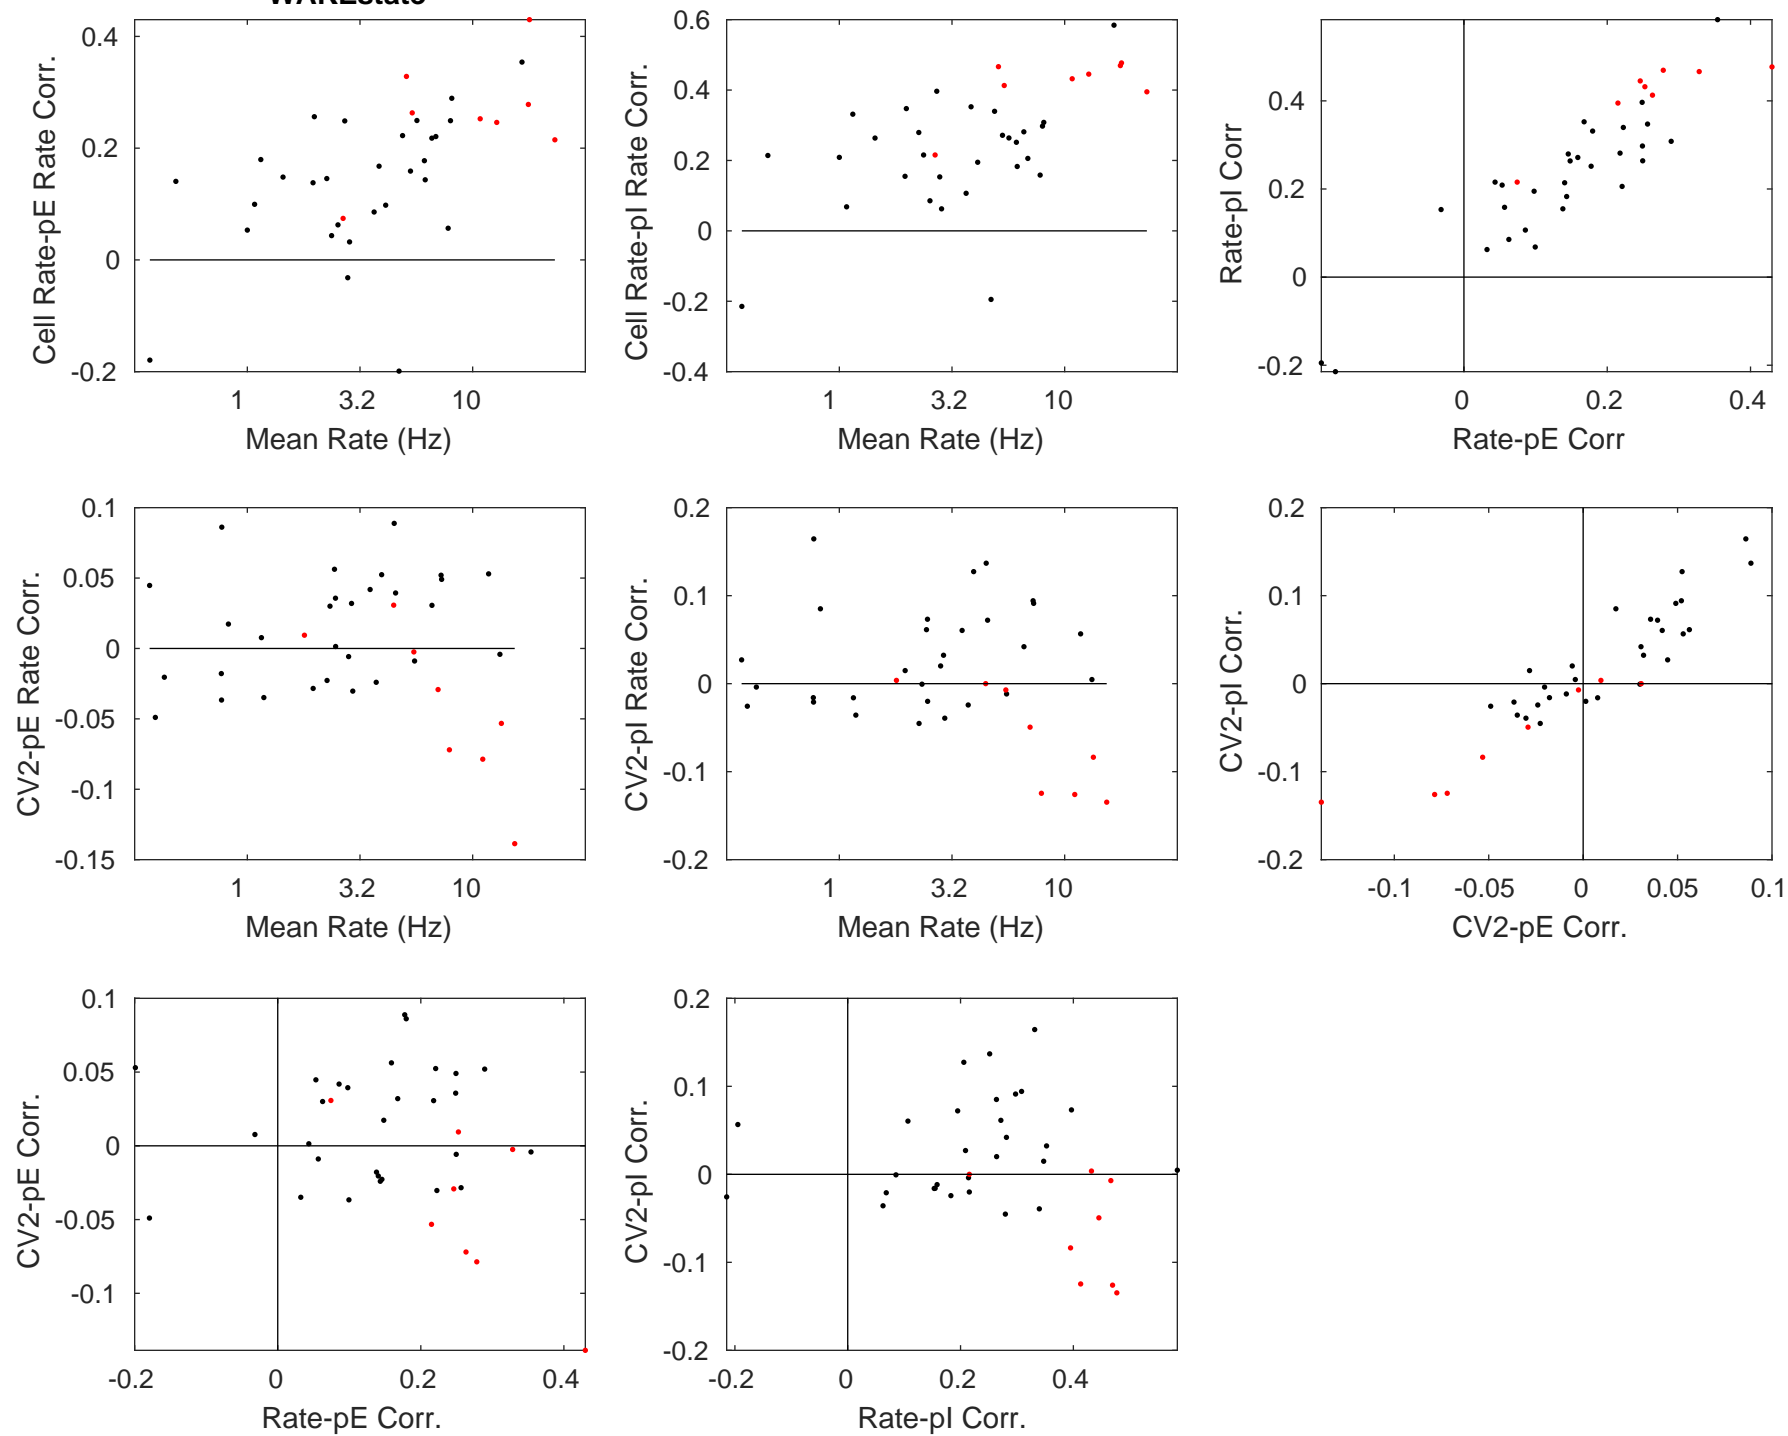 WAKEstate
0.4
0.2
0
-0.2
Cell Rate-pE Rate Corr.
1 3.2 10
Mean Rate (Hz)
0.6
0.4
0.2
0
-0.2
-0.4
Cell Rate-pI Rate Corr.
1 3.2 10
Mean Rate (Hz)
0.4
0.2
0
-0.2
Rate-pI Corr
0 0.2 0.4
Rate-pE Corr
0.1
0.05
0
-0.05
-0.1
-0.15
CV2-pE Rate Corr.
1 3.2 10
Mean Rate (Hz)
0.2
0.1
0
-0.1
-0.2
CV2-pI Rate Corr.
1 3.2 10
Mean Rate (Hz)
0.2
0.1
0
-0.1
-0.2
CV2-pI Corr.
-0.1 -0.05 0 0.05 0.1
CV2-pE Corr.
0.1
0.05
0
-0.05
-0.1
CV2-pE Corr.
-0.2 0 0.2 0.4
Rate-pE Corr.
0.2
0.1
0
-0.1
-0.2
CV2-pI Corr.
-0.2 0 0.2 0.4
Rate-pI Corr.